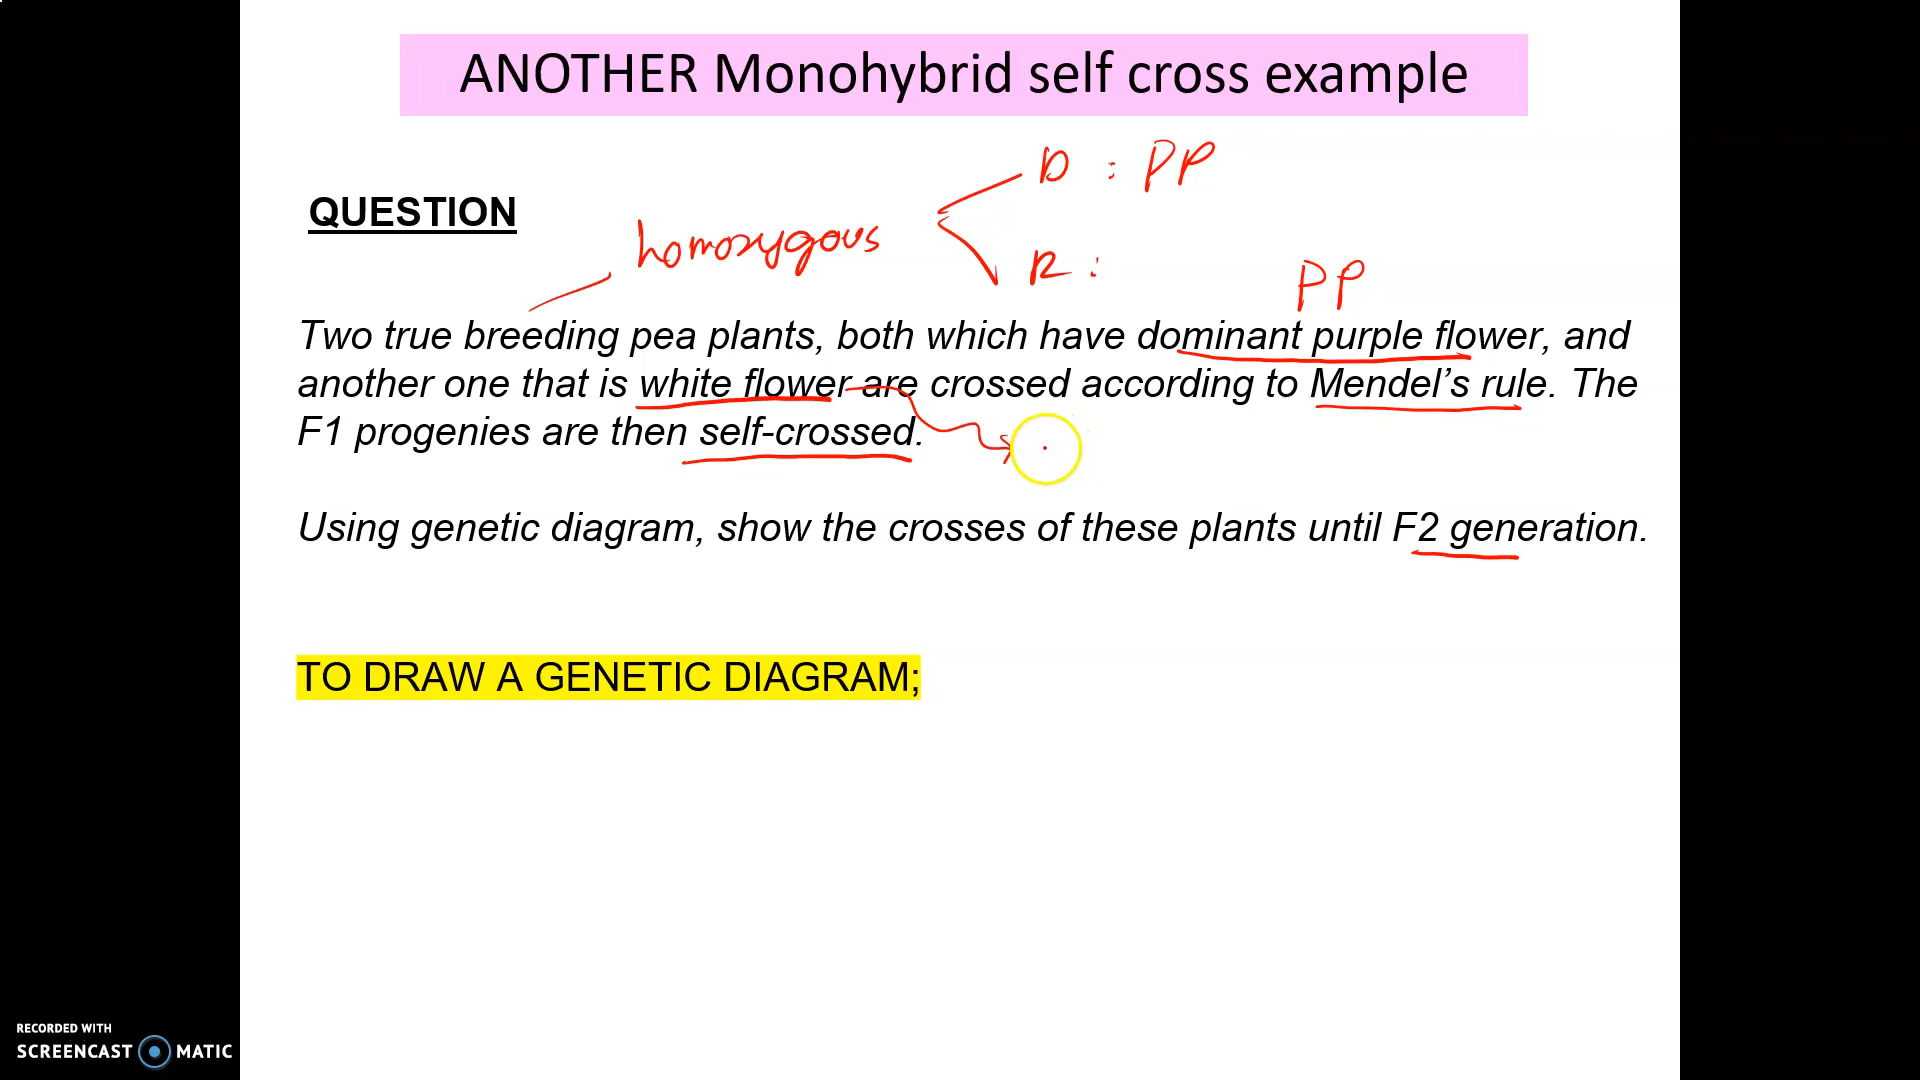 ANOTHER Monohybrid self cross example
D : PP
QUESTION
homozygous
R :
PP
Two true breeding pea plants, both which have dominant purple flower, and
another one that is white flower are crossed according to Mendel’s rule. The
F1 progenies are then self-crossed.
Using genetic diagram, show the crosses of these plants until F2 generation.
TO DRAW A GENETIC DIAGRAM;
RECORDED WITH
SCREENCAST MATIC